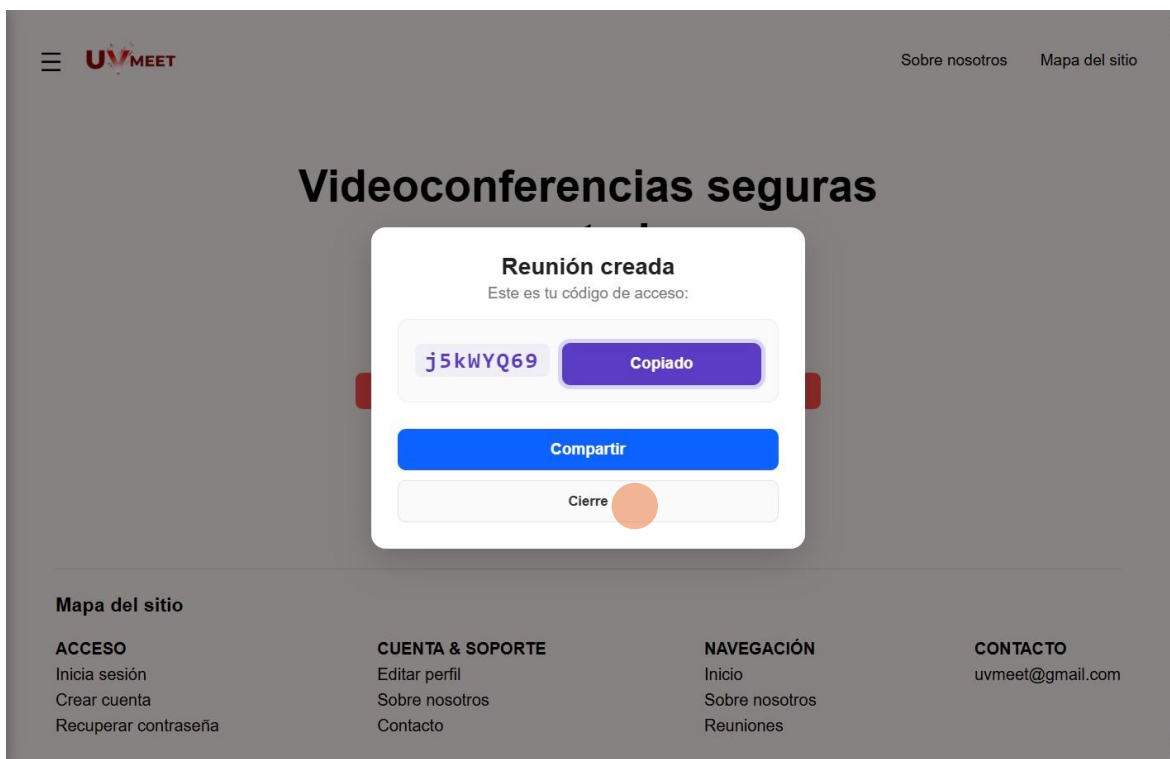 ☰ UVMEET
Sobre nosotros Mapa del sitio
Videoconferencias seguras
Reunión creada
Este es tu código de acceso:
j5kWYQ69 Copiado
Compartir
Cierre
Mapa del sitio
ACCESO
Inicia sesión
Crear cuenta
Recuperar contraseña
CUENTA & SOPORTE
Editar perfil
Sobre nosotros
Contacto
NAVEGACIÓN
Inicio
Sobre nosotros
Reuniones
CONTACTO
uvmeet@gmail.com